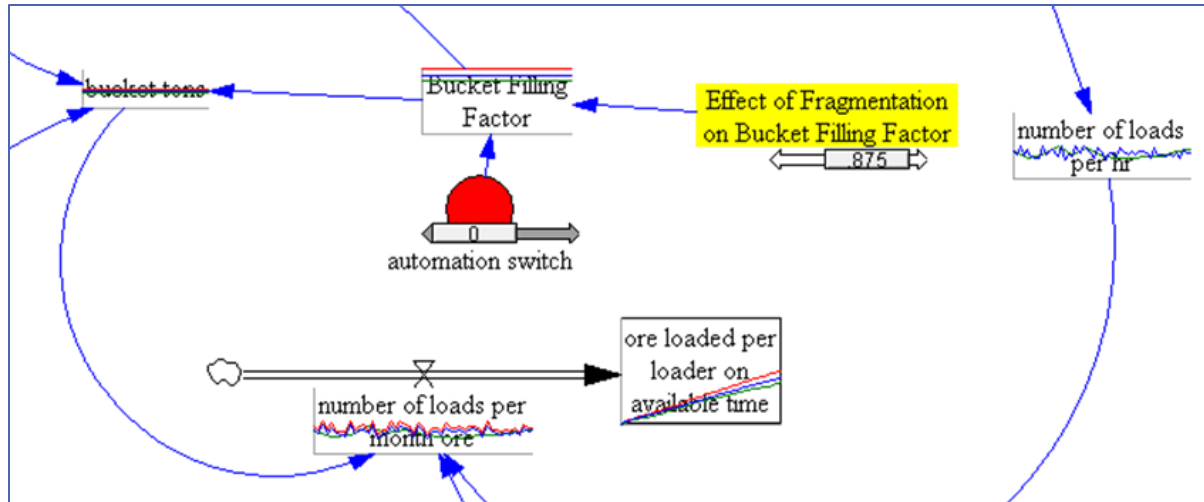 bucket tons
Bucket Filling
Factor
Effect of Fragmentation
on Bucket Filling Factor
.875
number of loads
per hr
0
automation switch
ore loaded per
loader on
available time
number of loads per
month ore